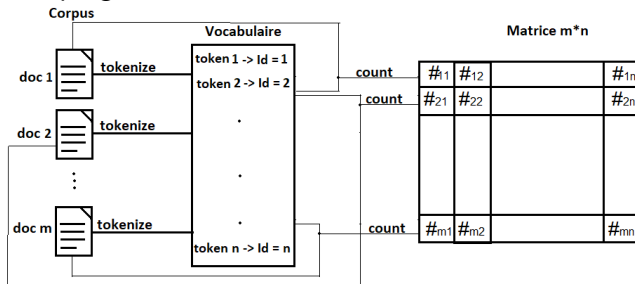 Corpus
Vocabulaire
Matrice m*n
doc 1
tokenize
token 1 -> Id = 1
token 2 -> Id = 2
count
#11 #12 #1n
doc 2
tokenize
count
#21 #22 #2n
doc m
tokenize
token n -> Id = n
count
#m1 #m2 #mn